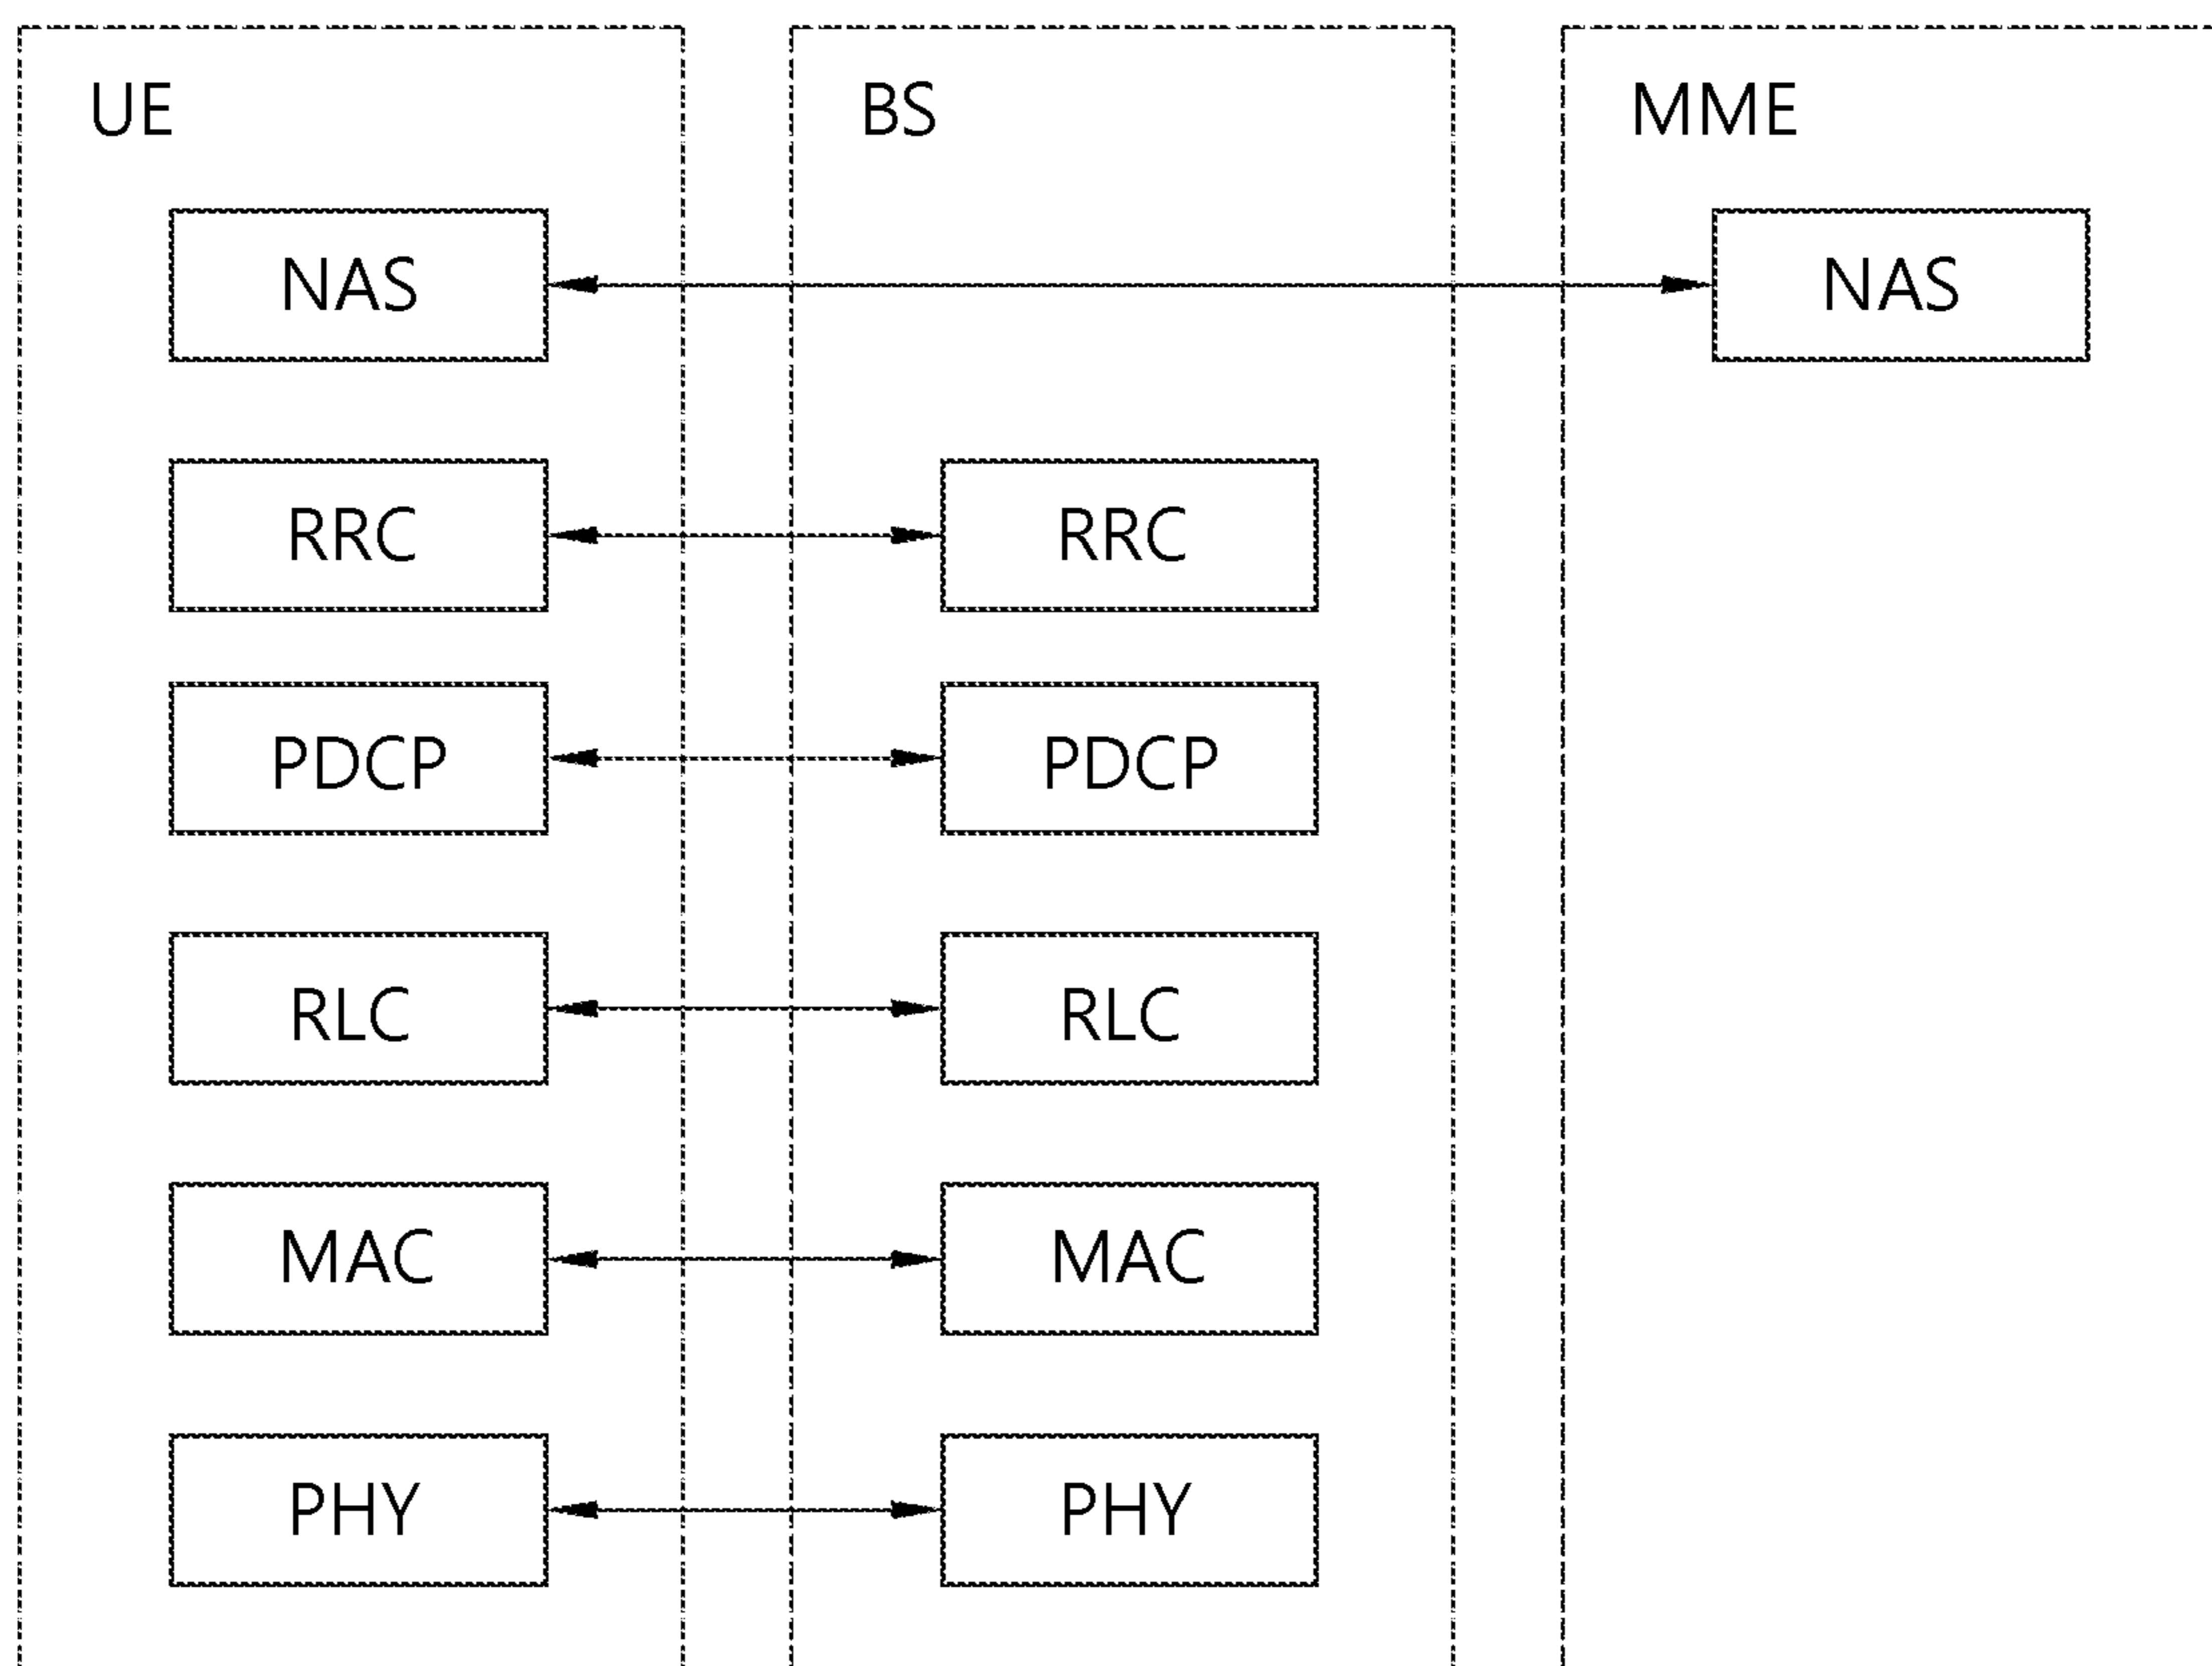 UE
BS
MME
NAS
NAS
RRC
RRC
PDCP
PDCP
RLC
RLC
MAC
MAC
PHY
PHY